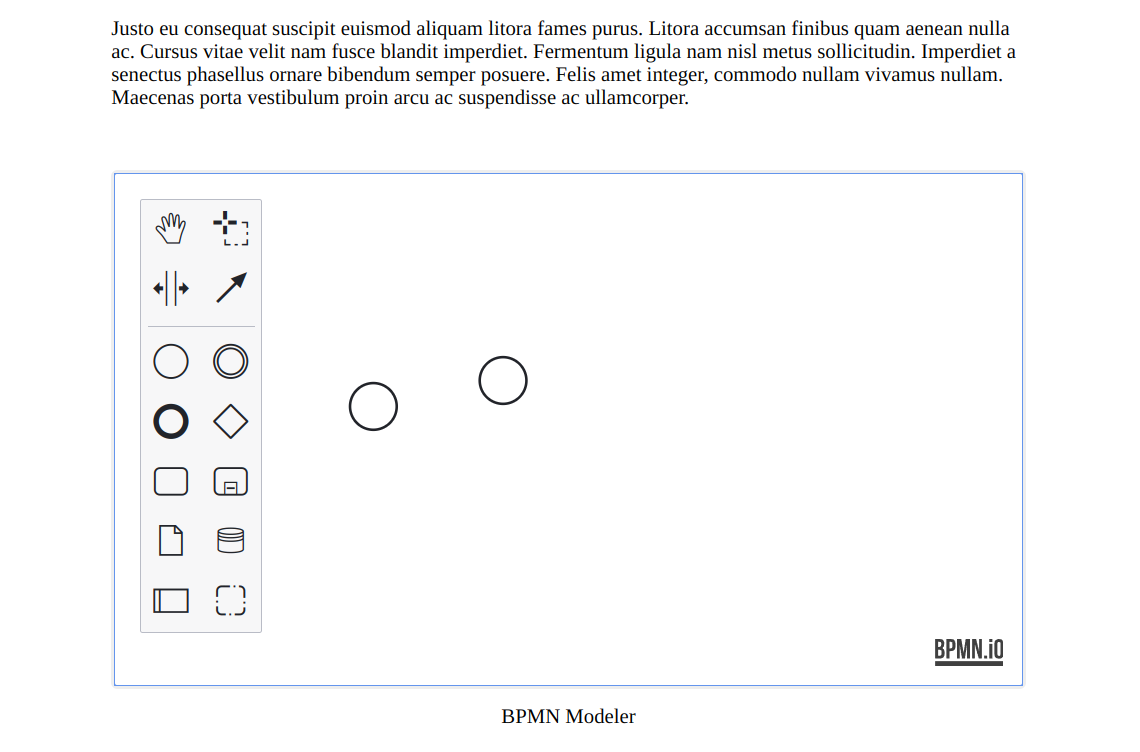 Justo eu consequat suscipit euismod aliquam litora fames purus. Litora accumsan finibus quam aenean nulla
ac. Cursus vitae velit nam fusce blandit imperdiet. Fermentum ligula nam nisl metus sollicitudin. Imperdiet a
senectus phasellus ornare bibendum semper posuere. Felis amet integer, commodo nullam vivamus nullam.
Maecenas porta vestibulum proin arcu ac suspendisse ac ullamcorper.
BPMN.iO
BPMN Modeler